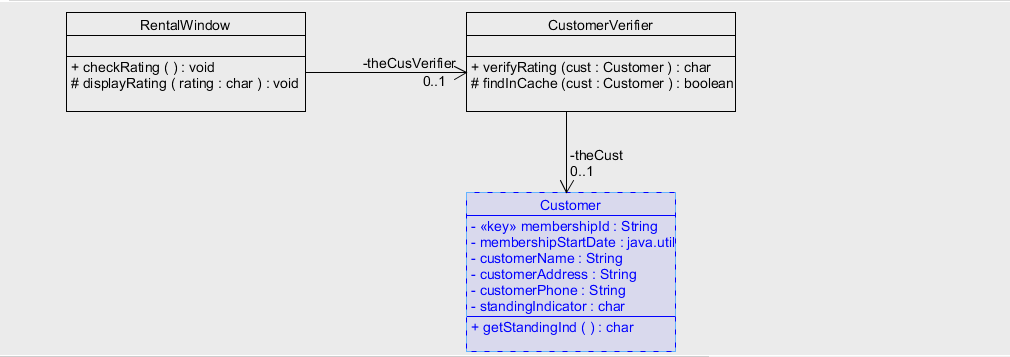 RentalWindow
+ checkRating ( ) : void
# displayRating ( rating : char ) : void
-theCusVerifier
0..1
CustomerVerifier
+ verifyRating (cust : Customer ) : char
# findInCache (cust : Customer ) : boolean
-theCust
0..1
Customer
- «key» membershipId : String
- membershipStartDate : java.util
- customerName : String
- customerAddress : String
- customerPhone : String
- standingIndicator : char
+ getStandingInd ( ) : char